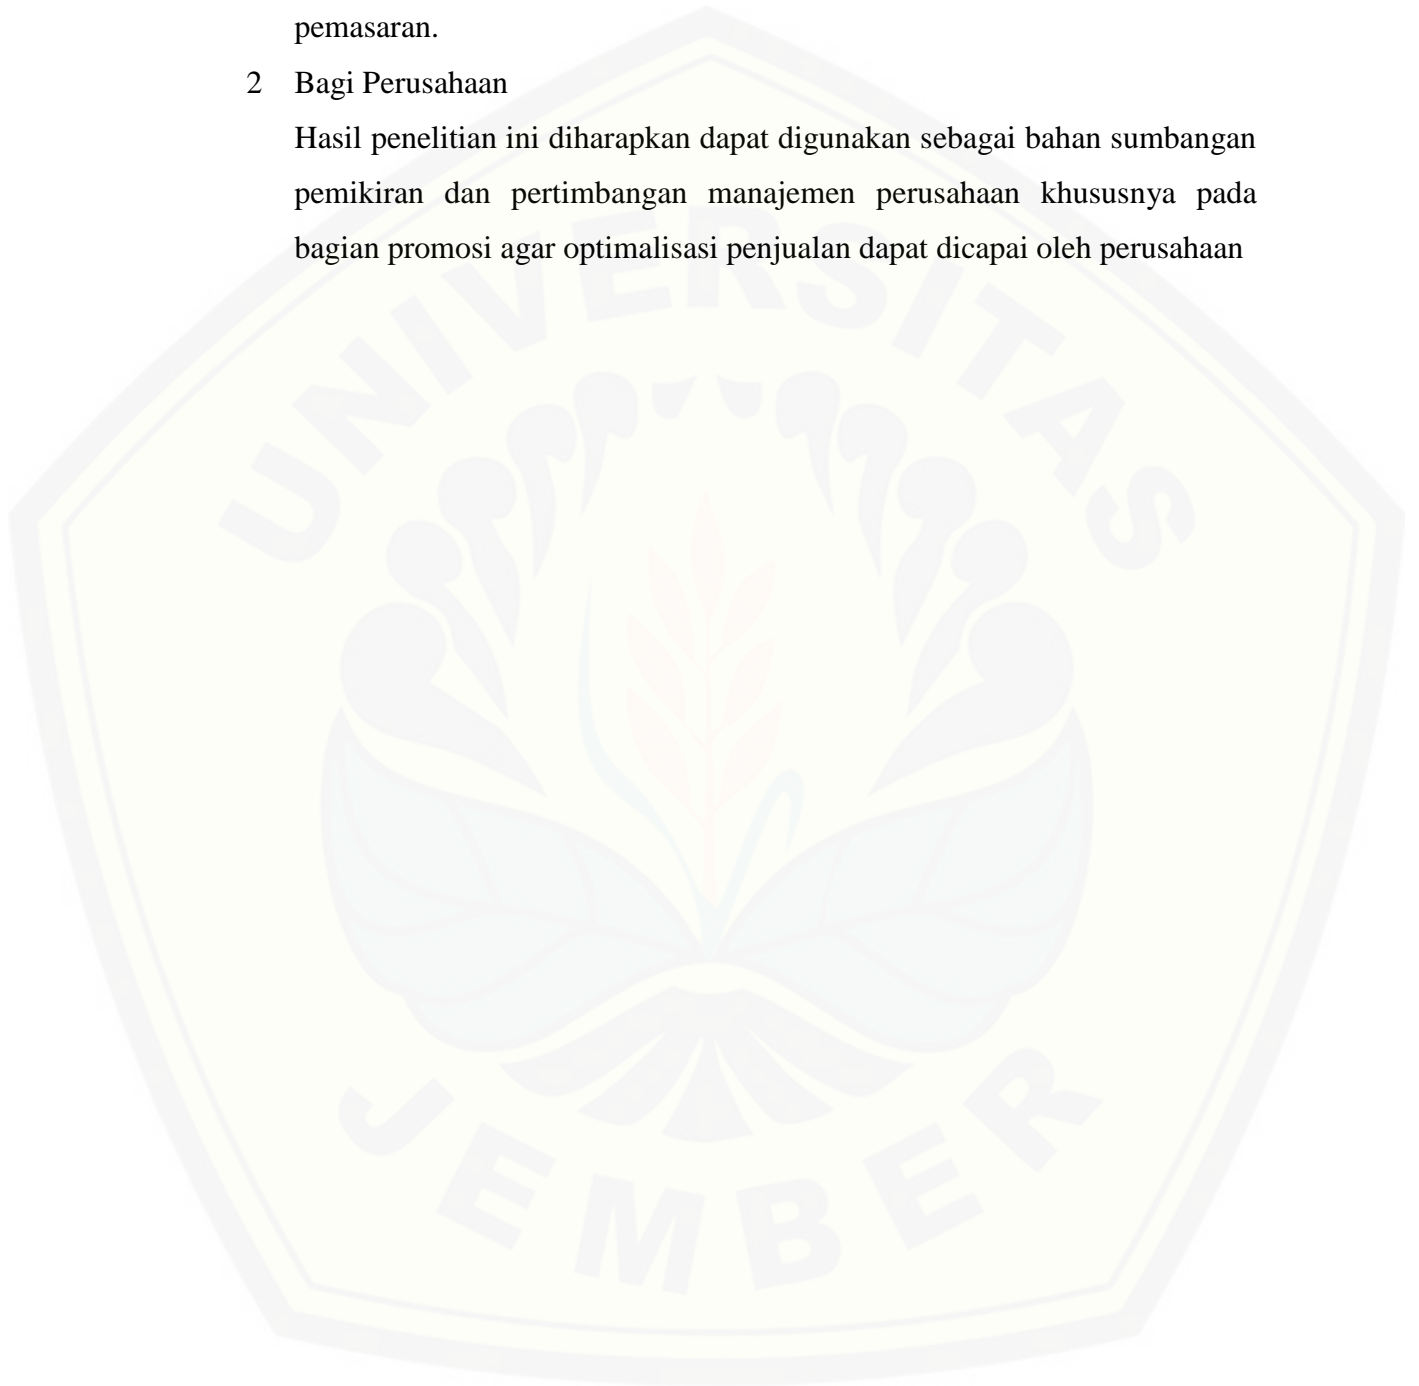 pemasaran.
2 Bagi Perusahaan
Hasil penelitian ini diharapkan dapat digunakan sebagai bahan sumbangan
pemikiran dan pertimbangan manajemen perusahaan khususnya pada
bagian promosi agar optimalisasi penjualan dapat dicapai oleh perusahaan
UNIVERSITAS
JEMBER